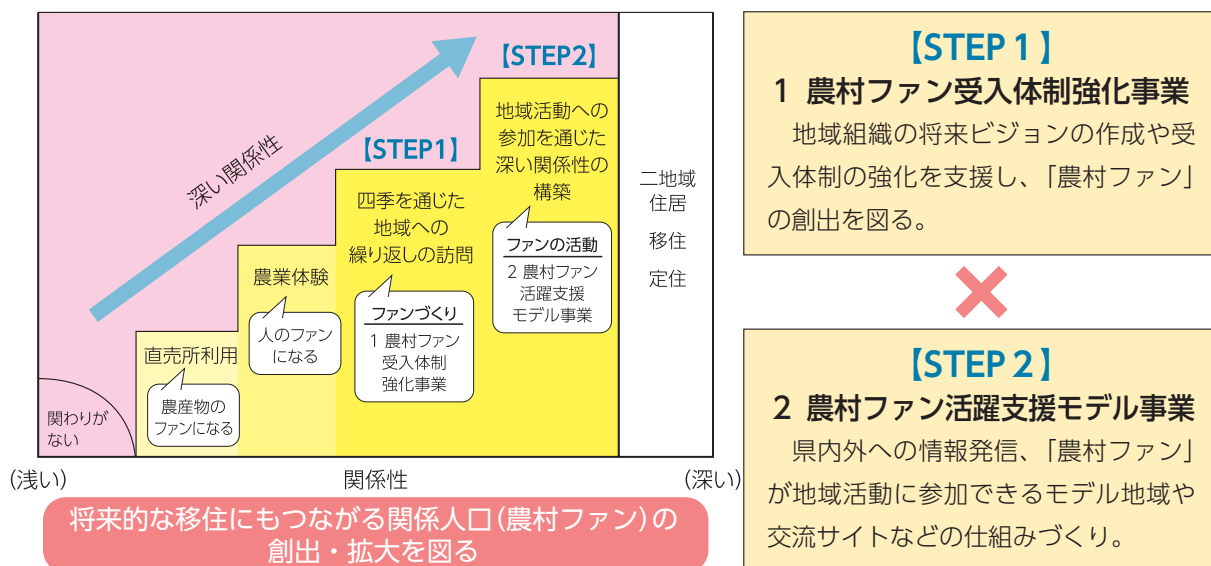 深い関係性
関わりが
ない
直売所利用
農産物の
ファンになる
農業体験
人のファン
になる
【STEP1】
四季を通じた
地域への
繰り返しの訪問
ファンづくり
1 農村ファン
受入体制
強化事業
【STEP2】
地域活動への
参加を通じた
深い関係性の
構築
ファンの活動
2 農村ファン
活躍支援
モデル事業
二地域
住居
移住
定住
(浅い)
関係性
(深い)
将来的な移住にもつながる関係人口(農村ファン)の
創出・拡大を図る
【STEP 1】
1 農村ファン受入体制強化事業
地域組織の将来ビジョンの作成や受
入体制の強化を支援し、「農村ファン」
の創出を図る。
【STEP 2】
2 農村ファン活躍支援モデル事業
県内外への情報発信、「農村ファン」
が地域活動に参加できるモデル地域や
交流サイトなどの仕組みづくり。